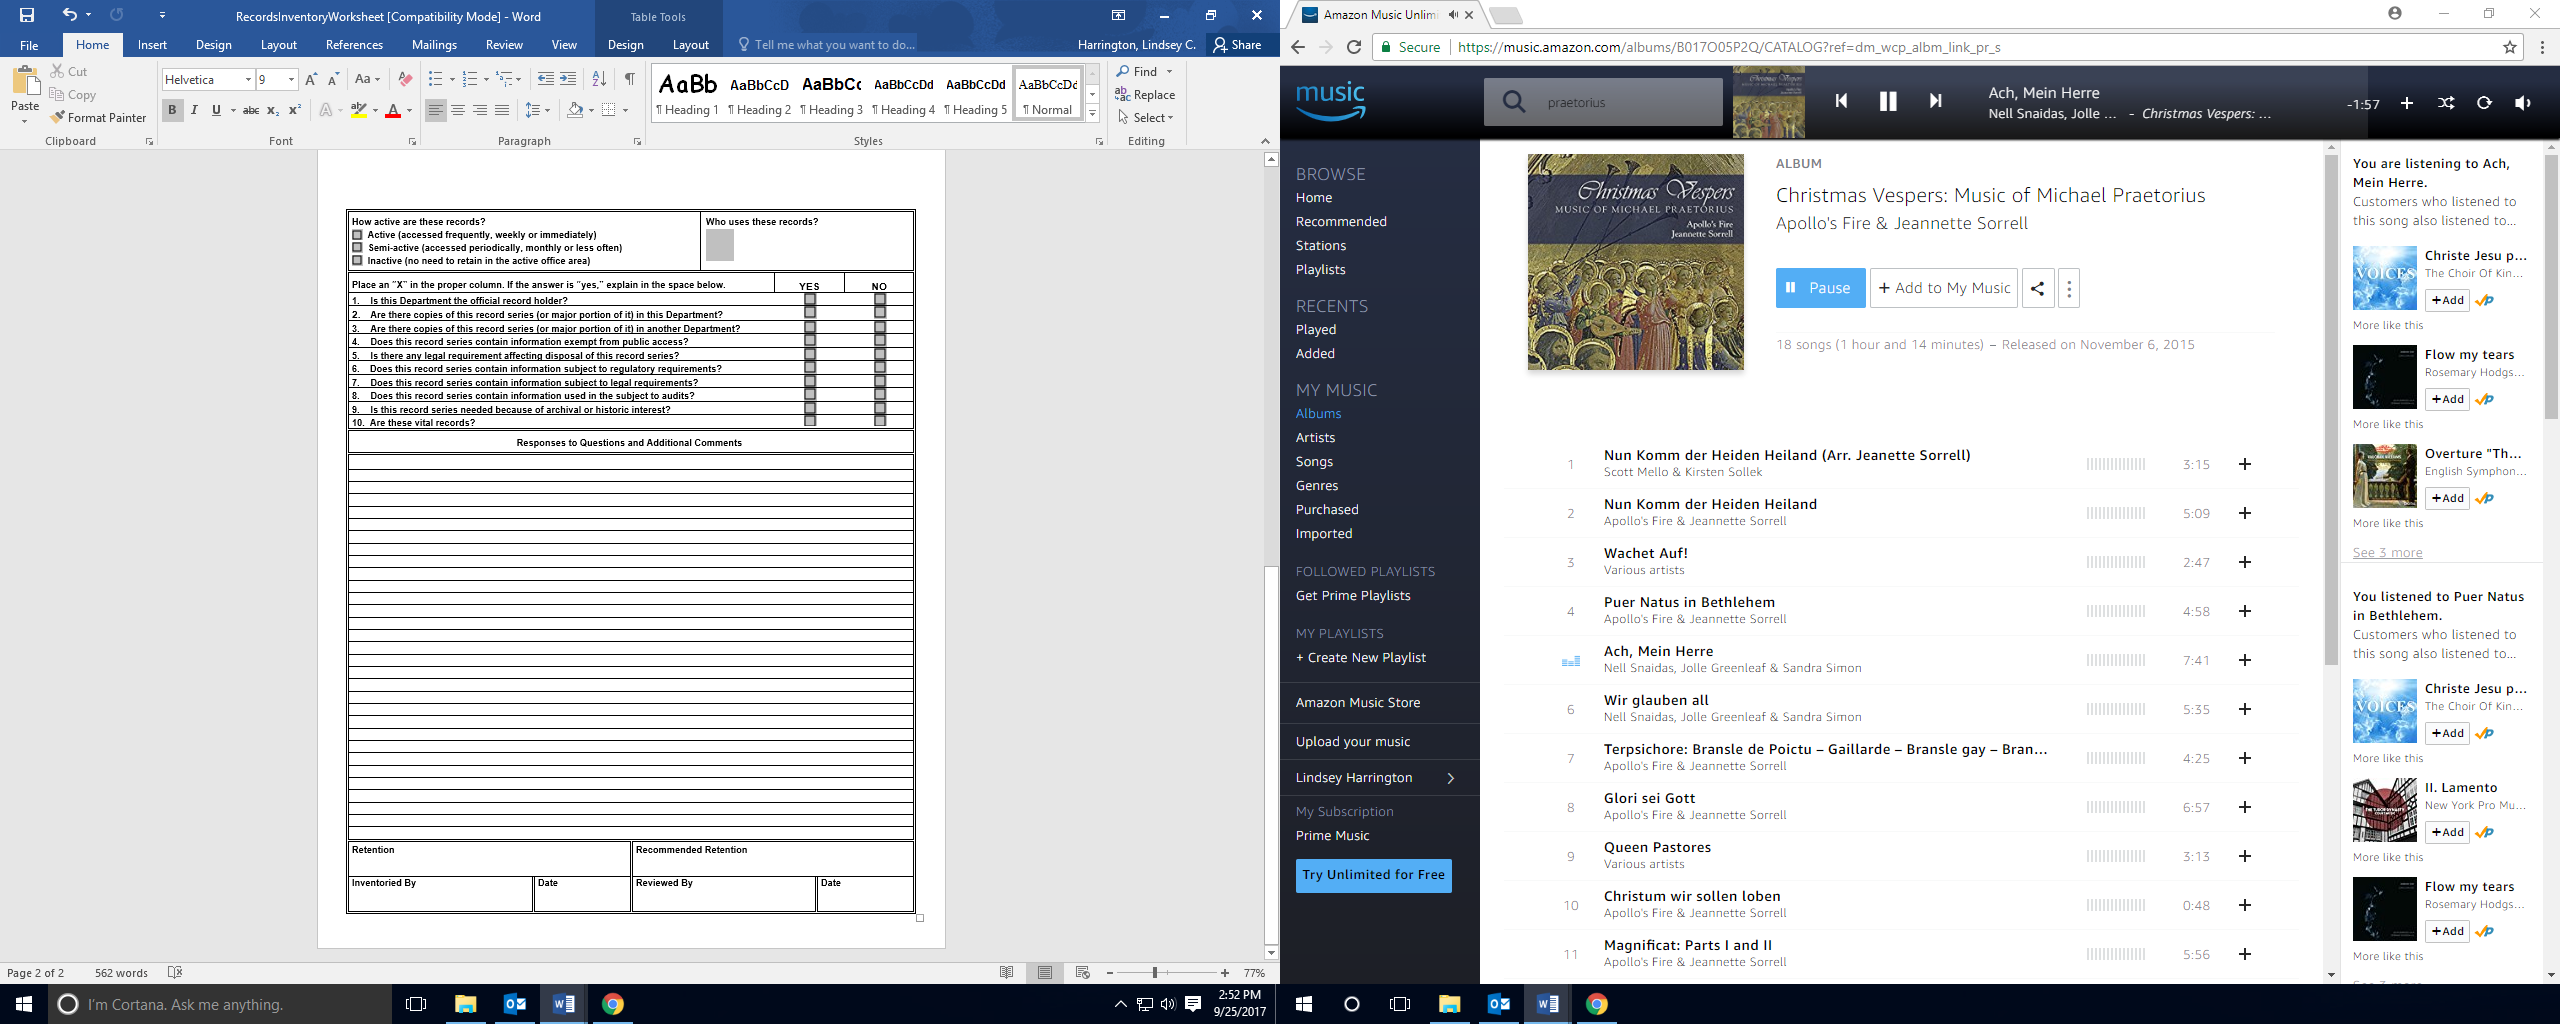 RecordsInventoryWorksheet [Compatibility Mode] - Word
Table Tools
File Home Insert Design Layout References Mailings Review View Design Layout Tell me what you want to do... Harrington, Lindsey C. Share
Paste
Cut
Copy
Format Painter
Clipboard
Helvetica 9
Font
Paragraph
AaBb AaBbCcD AaBbCc AaBbCcDd AaBbCcDd AaBbCcDd
¶ Heading 1 ¶ Heading 2 ¶ Heading 3 ¶ Heading 4 ¶ Heading 5 ¶ Normal
Styles
Find
Replace
Select
Editing
How active are these records?
Active (accessed frequently, weekly or immediately)
Semi-active (accessed periodically, monthly or less often)
Inactive (no need to retain in the active office area)
Who uses these records?
Place an "X" in the proper column. If the answer is "yes," explain in the space below. YES NO
1. Is this Department the official record holder?
2. Are there copies of this record series (or major portion of it) in this Department?
3. Are there copies of this record series (or major portion of it) in another Department?
4. Does this record series contain information exempt from public access?
5. Is there any legal requirement affecting disposal of this record series?
6. Does this record series contain information subject to regulatory requirements?
7. Does this record series contain information subject to legal requirements?
8. Does this record series contain information used in the subject to audits?
9. Is this record series needed because of archival or historic interest?
10. Are these vital records?
Responses to Questions and Additional Comments
Retention Recommended Retention
Inventoried By Date Reviewed By Date
Page 2 of 2 562 words 77%
I'm Cortana. Ask me anything.
2:52 PM
9/25/2017
Amazon Music Unlim
Secure https://music.amazon.com/albums/B017O05P2Q/CATALOG?ref=dm_wcp_albm_link_pr_s
music
praetorius
Ach, Mein Herre
Nell Snaidas, Jolle ... - Christmas Vespers: ...
-1:57
BROWSE
Home
Recommended
Stations
Playlists
RECENTS
Played
Added
MY MUSIC
Albums
Artists
Songs
Genres
Purchased
Imported
FOLLOWED PLAYLISTS
Get Prime Playlists
MY PLAYLISTS
+ Create New Playlist
Amazon Music Store
Upload your music
Lindsey Harrington
My Subscription
Prime Music
Try Unlimited for Free
Christmas Vespers
MUSIC OF MICHAEL PRAETORIUS
Apollo's Fire
Jeannette Sorrell
ALBUM
Christmas Vespers: Music of Michael Praetorius
Apollo's Fire & Jeannette Sorrell
Pause + Add to My Music
18 songs (1 hour and 14 minutes) – Released on November 6, 2015
1 Nun Komm der Heiden Heiland (Arr. Jeanette Sorrell) 3:15
Scott Mello & Kirsten Sollek
2 Nun Komm der Heiden Heiland 5:09
Apollo's Fire & Jeannette Sorrell
3 Wachet Auf! 2:47
Various artists
4 Puer Natus in Bethlehem 4:58
Apollo's Fire & Jeannette Sorrell
Ach, Mein Herre 7:41
Nell Snaidas, Jolle Greenleaf & Sandra Simon
6 Wir glauben all 5:35
Nell Snaidas, Jolle Greenleaf & Sandra Simon
7 Terpsichore: Bransle de Poictu – Gaillarde – Bransle gay – Bran... 4:25
Apollo's Fire & Jeannette Sorrell
8 Glori sei Gott 6:57
Apollo's Fire & Jeannette Sorrell
9 Queen Pastores 3:13
Various artists
10 Christum wir sollen loben 0:48
Apollo's Fire & Jeannette Sorrell
11 Magnificat: Parts I and II 5:56
Apollo's Fire & Jeannette Sorrell
You are listening to Ach,
Mein Herre.
Customers who listened to
this song also listened to...
VOICES
Christe Jesu p...
The Choir Of Kin...
+Add
More like this
Flow my tears
Rosemary Hodgs...
+Add
More like this
Overture "Th...
English Symphon...
+Add
More like this
See 3 more
You listened to Puer Natus
in Bethlehem.
Customers who listened to
this song also listened to...
VOICES
Christe Jesu p...
The Choir Of Kin...
+Add
More like this
II. Lamento
New York Pro Mu...
+Add
More like this
Flow my tears
Rosemary Hodgs...
+Add
More like this